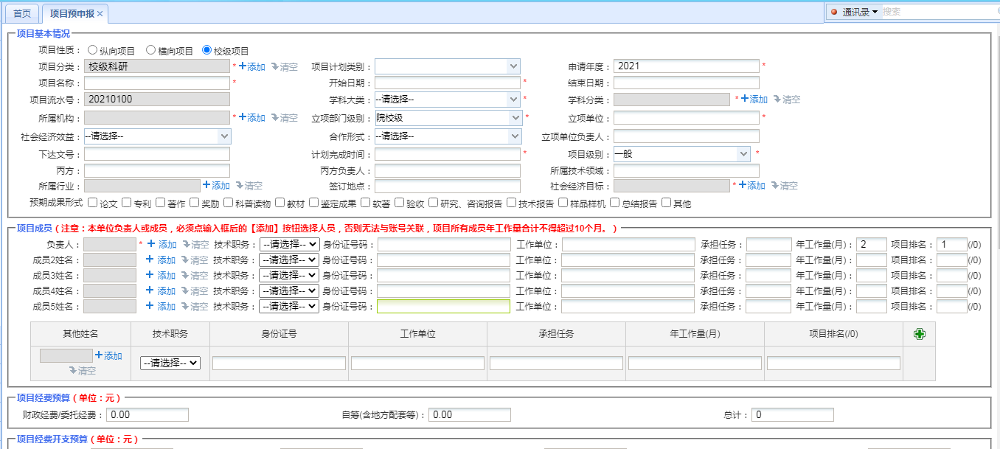 首页 项目预申报 × 通讯录 搜索
项目基本情况
项目性质： 纵向项目 横向项目 校级项目
项目分类： 校级科研 * 添加 清空 项目计划类别： 申请年度： 2021 *
项目名称： * 开始日期： * 结束日期：
项目流水号： 20210100 学科大类： --请选择-- * 学科分类： * 添加 清空
所属机构： * 添加 清空 立项部门级别： 院校级 * 立项单位： *
社会经济效益： --请选择-- 合作形式： --请选择-- 立项单位负责人：
下达文号： 计划完成时间： * 项目级别： 一般 *
丙方： 丙方负责人： 所属技术领域：
所属行业： 添加 清空 签订地点： 社会经济目标： * 添加 清空
预期成果形式 论文 专利 著作 奖励 科普读物 教材 鉴定成果 软著 验收 研究、咨询报告 技术报告 样品样机 总结报告 其他
项目成员（注意：本单位负责人或成员，必须点输入框后的【添加】按钮选择人员，否则无法与账号关联，项目所有成员年工作量合计不得超过10个月。）
负责人： * 添加 清空 技术职务： --请选择-- 身份证号码： 工作单位： 承担任务： 年工作量(月)： 2 项目排名： 1 (/0)
成员2姓名： 添加 清空 技术职务： --请选择-- 身份证号码： 工作单位： 承担任务： 年工作量(月)： 项目排名： (/0)
成员3姓名： 添加 清空 技术职务： --请选择-- 身份证号码： 工作单位： 承担任务： 年工作量(月)： 项目排名： (/0)
成员4姓名： 添加 清空 技术职务： --请选择-- 身份证号码： 工作单位： 承担任务： 年工作量(月)： 项目排名： (/0)
成员5姓名： 添加 清空 技术职务： --请选择-- 身份证号码： 工作单位： 承担任务： 年工作量(月)： 项目排名： (/0)
其他姓名 技术职务 身份证号 工作单位 承担任务 年工作量(月) 项目排名(/0)
添加
--请选择--
清空
项目经费预算（单位：元）
财政经费/委托经费： 0.00 自筹(含地方配套等)： 0.00 总计： 0
项目经费开支预算（单位：元）